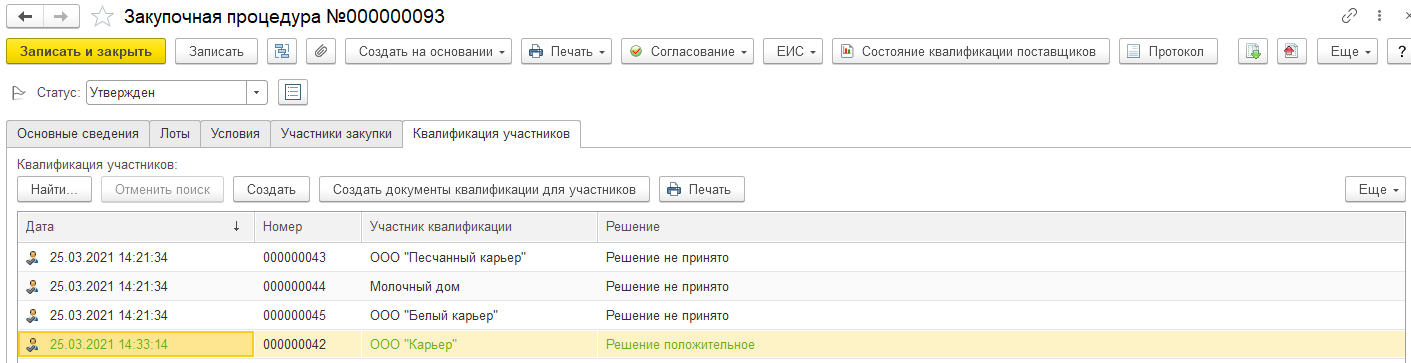 Закупочная процедура №000000093
Записать и закрыть Записать Создать на основании Печать Согласование ЕИС Состояние квалификации поставщиков Протокол Еще ?
Статус: Утвержден
Основные сведения Лоты Условия Участники закупки Квалификация участников
Квалификация участников:
Найти... Отменить поиск Создать Создать документы квалификации для участников Печать Еще
Дата ↓ Номер Участник квалификации Решение
25.03.2021 14:21:34 000000043 ООО "Песчанный карьер" Решение не принято
25.03.2021 14:21:34 000000044 Молочный дом Решение не принято
25.03.2021 14:21:34 000000045 ООО "Белый карьер" Решение не принято
25.03.2021 14:33:14 000000042 ООО "Карьер" Решение положительное